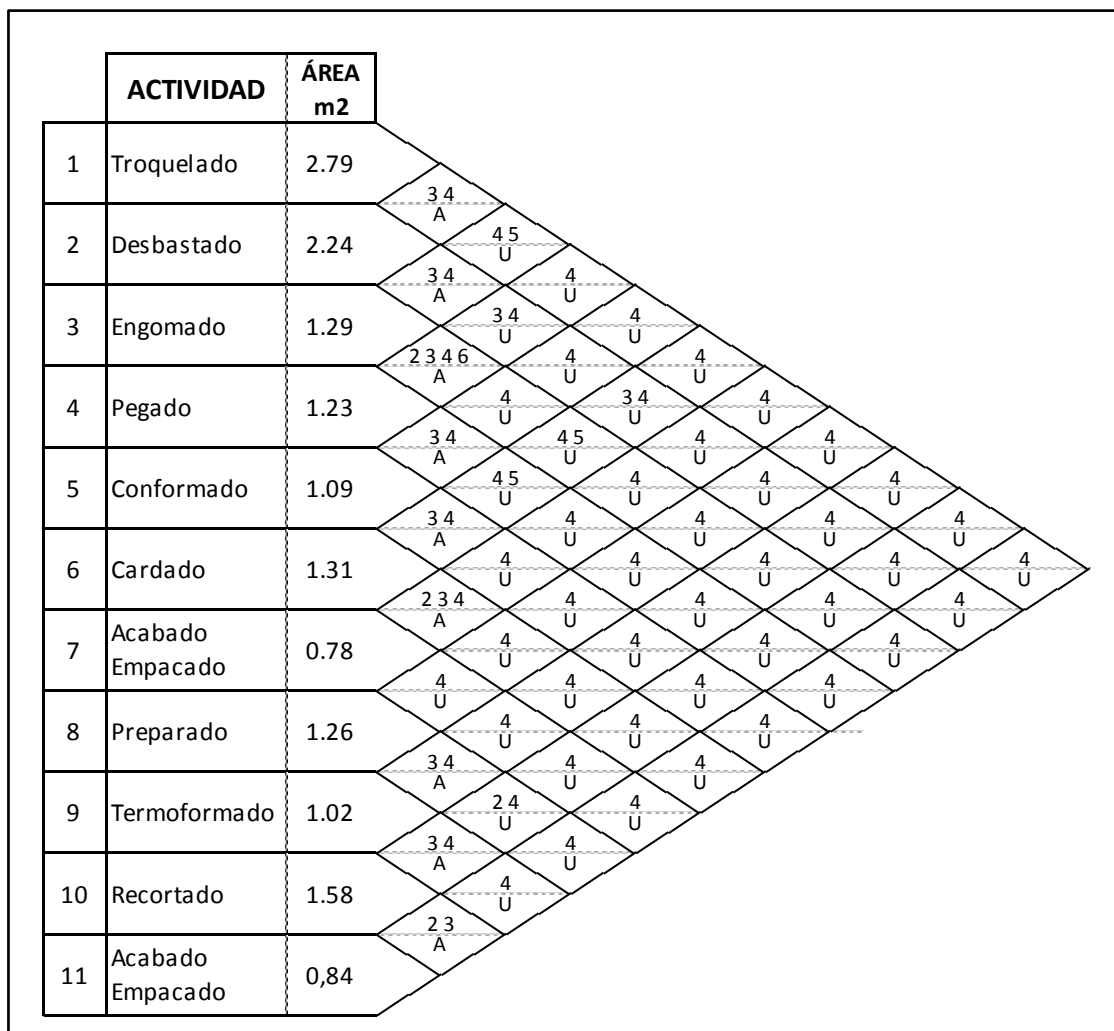 ACTIVIDAD ÁREA m2
1 Troquelado 2.79
3 4
A
4 5
2 Desbastado 2.24 U
3 4 4
A U
3 4 4
3 Engomado 1.29 U U
2 3 4 6 4 4
A U U
4 3 4 4
4 Pegado 1.23 U U U
3 4 4 5 4 4
A U U U
4 5 4 4 4
5 Conformado 1.09 U U U U
3 4 4 4 4 4
A U U U U
4 4 4 4 4
6 Cardado 1.31 U U U U U
2 3 4 4 4 4 4
A U U U U
4 4 4 4
7 Acabado Empacado 0.78 U U U U
4 4 4 4
U U U U
4 4 4
8 Preparado 1.26 U U U
3 4 4 4
A U U
2 4 4
9 Termoformado 1.02 U U
3 4 4
A U
4
10 Recortado 1.58 U
2 3
A
11 Acabado Empacado 0,84